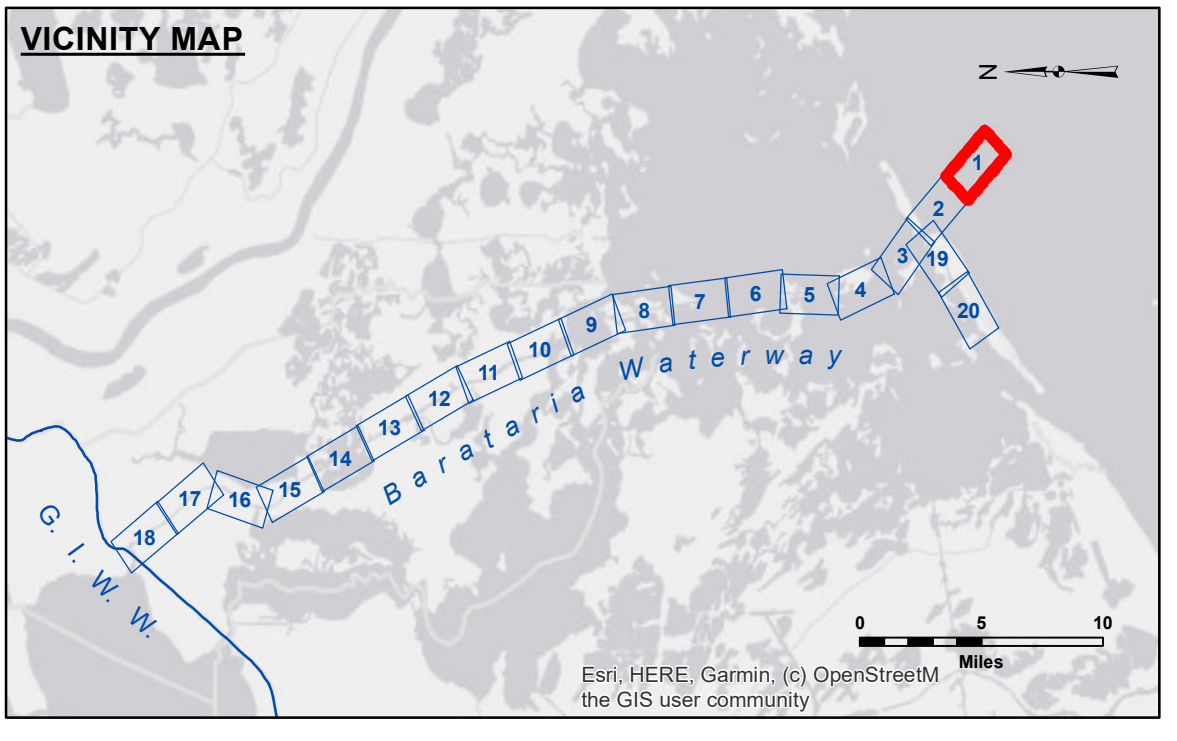 VICINITY MAP
N
1
2
3
19
4
20
5
6
7
8
9
10
11
12
13
14
15
16
17
18
Barataria Waterway
G. I. W. W.
0 5 10
Miles
Esri, HERE, Garmin, (c) OpenStreetM
the GIS user community